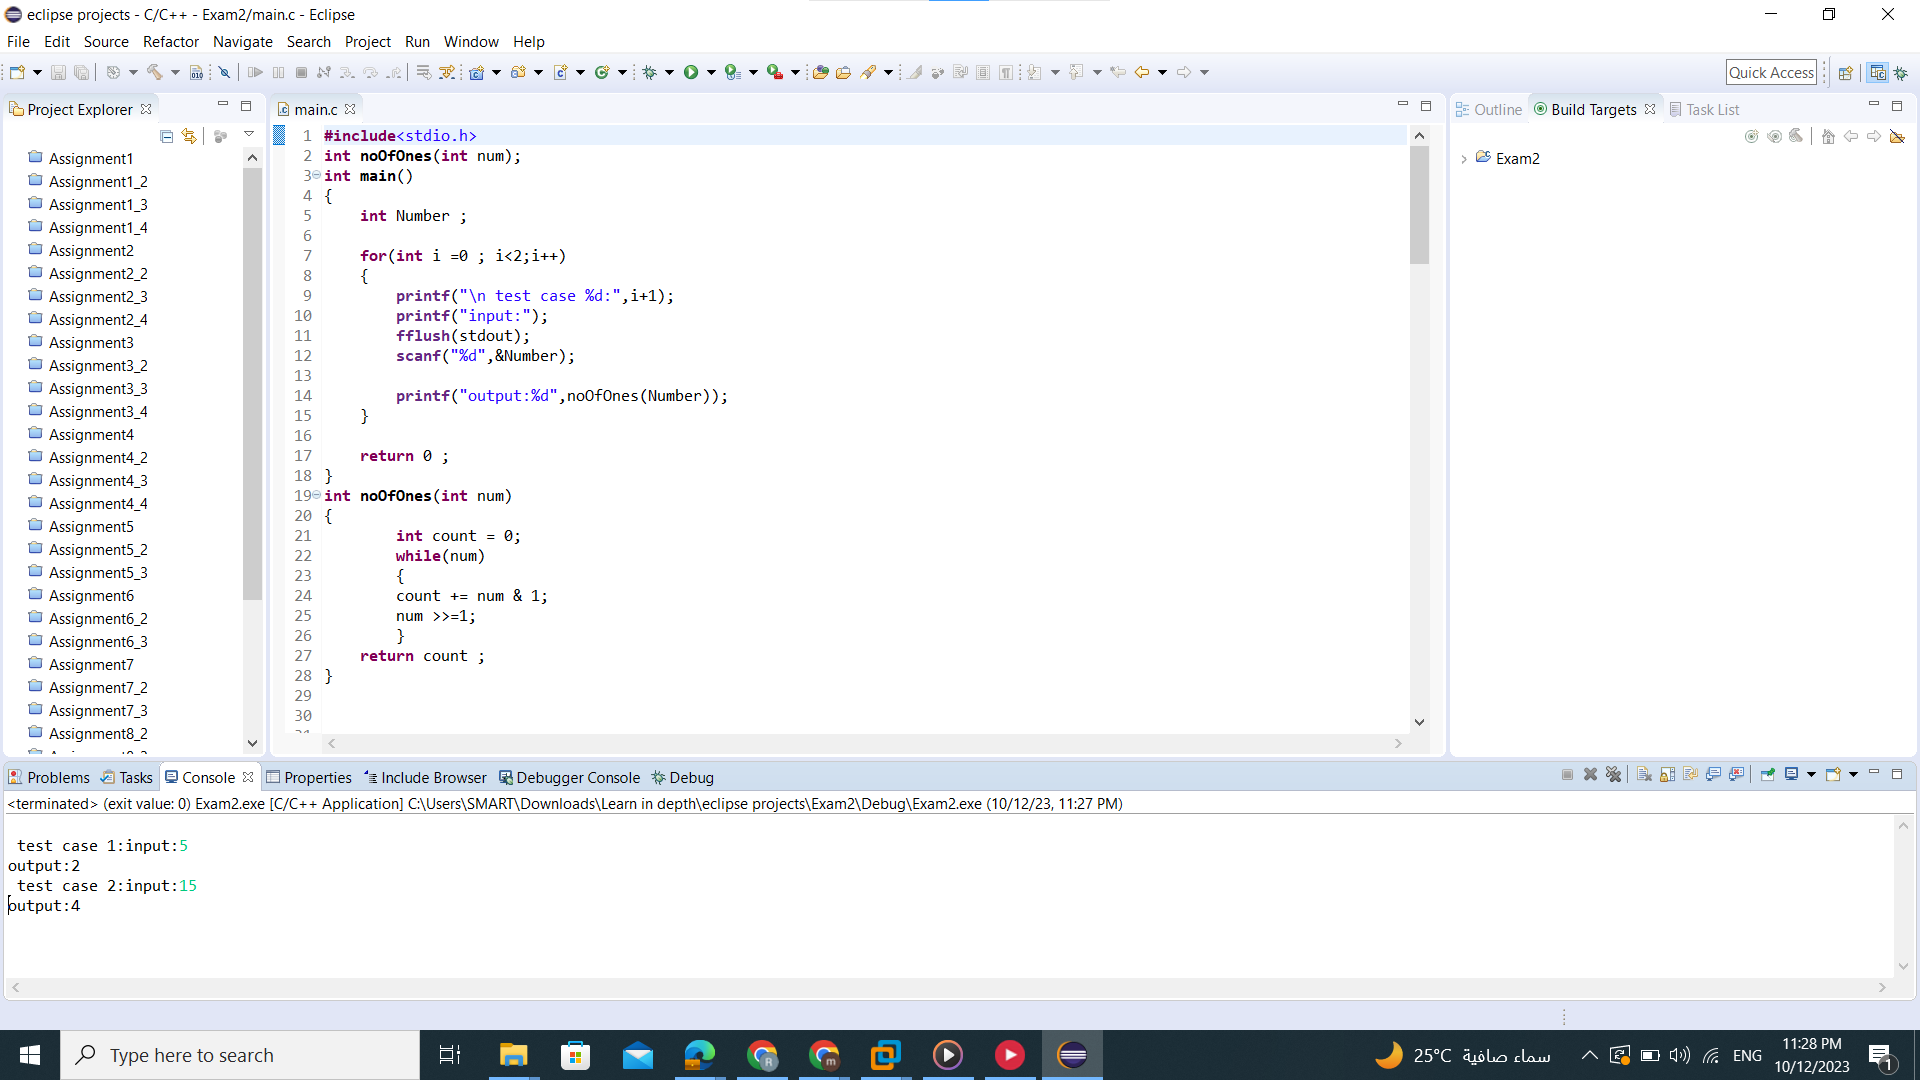 eclipse projects - C/C++ - Exam2/main.c - Eclipse
File Edit Source Refactor Navigate Search Project Run Window Help
Quick Access
Project Explorer
Assignment1
Assignment1_2
Assignment1_3
Assignment1_4
Assignment2
Assignment2_2
Assignment2_3
Assignment2_4
Assignment3
Assignment3_2
Assignment3_3
Assignment3_4
Assignment4
Assignment4_2
Assignment4_3
Assignment4_4
Assignment5
Assignment5_2
Assignment5_3
Assignment6
Assignment6_2
Assignment6_3
Assignment7
Assignment7_2
Assignment7_3
Assignment8_2
main.c
1 #include<stdio.h>
2 int noOfOnes(int num);
3 int main()
4 {
5 int Number ;
6
7 for(int i =0 ; i<2;i++)
8 {
9 printf("\n test case %d:",i+1);
10 printf("input:");
11 fflush(stdout);
12 scanf("%d",&Number);
13
14 printf("output:%d",noOfOnes(Number));
15 }
16
17 return 0 ;
18 }
19 int noOfOnes(int num)
20 {
21 int count = 0;
22 while(num)
23 {
24 count += num & 1;
25 num >>=1;
26 }
27 return count ;
28 }
29
30
Outline Build Targets Task List
Exam2
Problems Tasks Console Properties Include Browser Debugger Console Debug
<terminated> (exit value: 0) Exam2.exe [C/C++ Application] C:\Users\SMART\Downloads\Learn in depth\eclipse projects\Exam2\Debug\Exam2.exe (10/12/23, 11:27 PM)
test case 1:input:5
output:2
test case 2:input:15
output:4
Type here to search
25°C سماء صافية
ENG
11:28 PM
10/12/2023
1